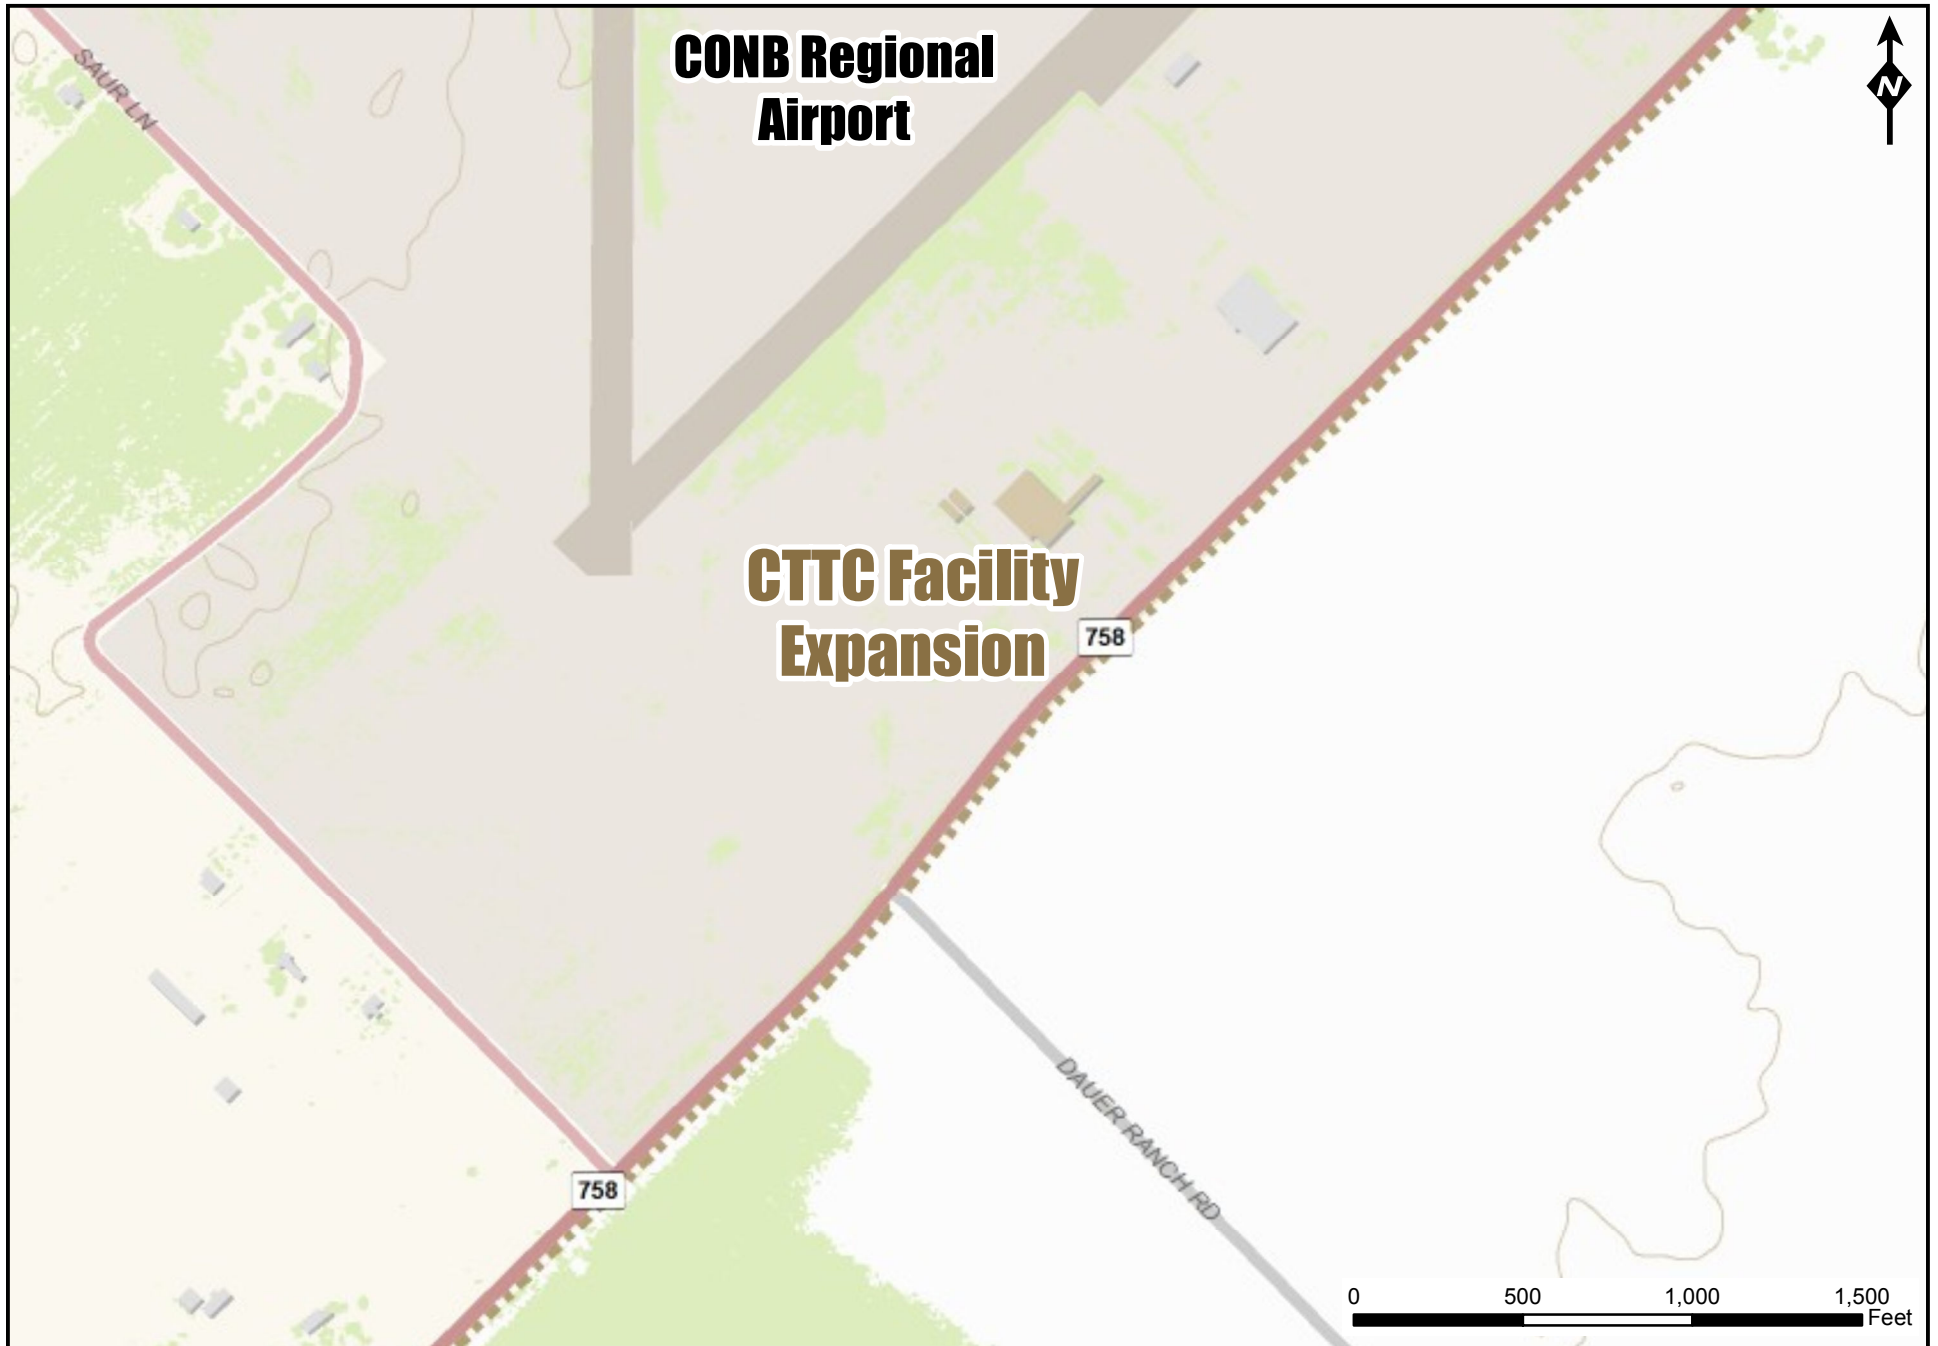 CONB Regional
Airport
N
SAUR LN
CTTC Facility
Expansion
758
DAUER RANCH RD
758
0 500 1,000 1,500
Feet